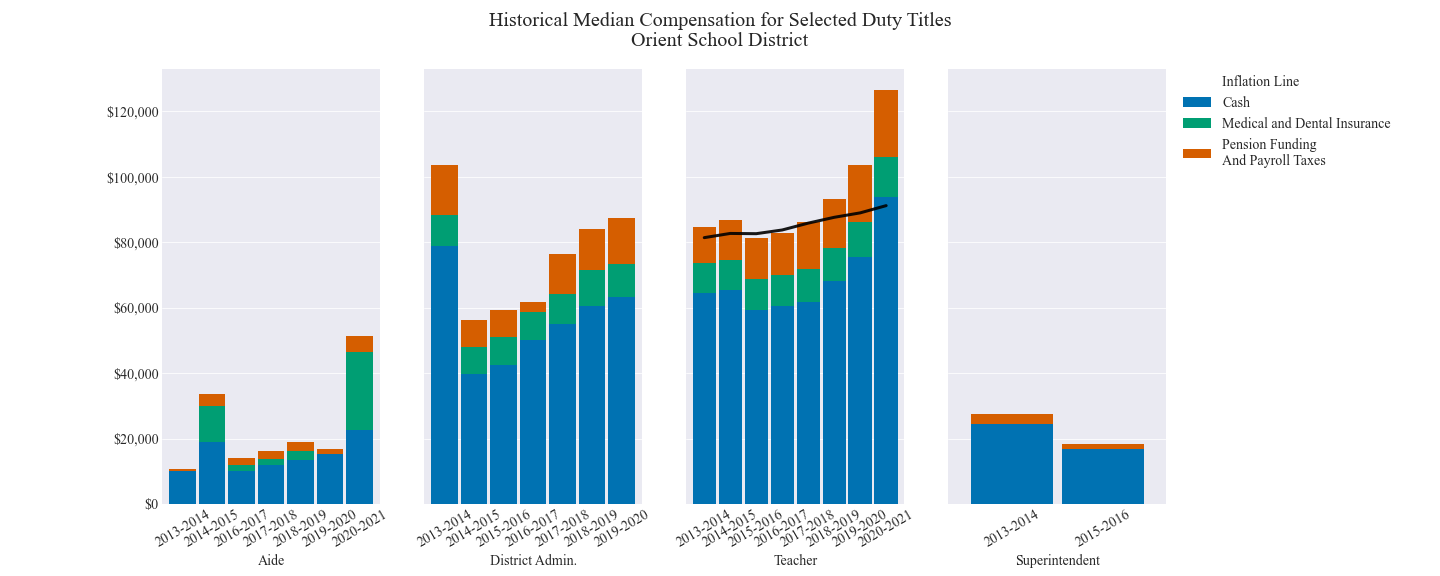 Historical Median Compensation for Selected Duty Titles
Orient School District
$120,000
$100,000
$80,000
$60,000
$40,000
$20,000
$0
2013-2014
2014-2015
2016-2017
2017-2018
2018-2019
2019-2020
2020-2021
Aide
2013-2014
2014-2015
2015-2016
2016-2017
2017-2018
2018-2019
2019-2020
District Admin.
2013-2014
2014-2015
2015-2016
2016-2017
2017-2018
2018-2019
2019-2020
2020-2021
Teacher
2013-2014
2015-2016
Superintendent
Inflation Line
Cash
Medical and Dental Insurance
Pension Funding
And Payroll Taxes